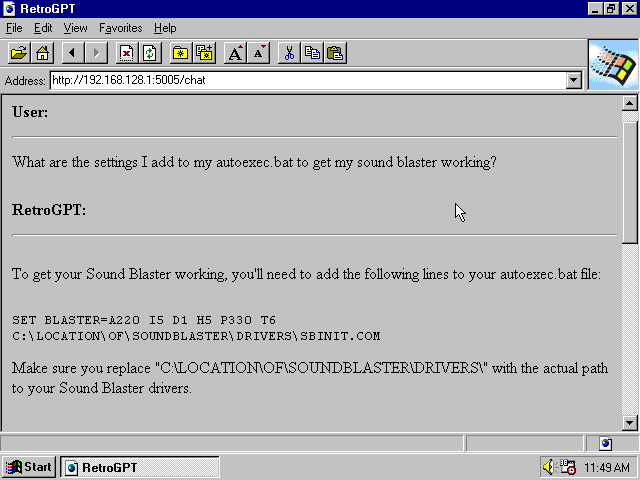 RetroGPT
File Edit View Favorites Help
A A
Address: http://192.168.128.1:5005/chat
User:
What are the settings I add to my autoexec.bat to get my sound blaster working?
RetroGPT:
To get your Sound Blaster working, you'll need to add the following lines to your autoexec.bat file:
SET BLASTER=A220 I5 D1 H5 P330 T6
C:\LOCATION\OF\SOUNDBLASTER\DRIVERS\SBINIT.COM
Make sure you replace "C:\LOCATION\OF\SOUNDBLASTER\DRIVERS\" with the actual path
to your Sound Blaster drivers.
Start RetroGPT 11:49 AM